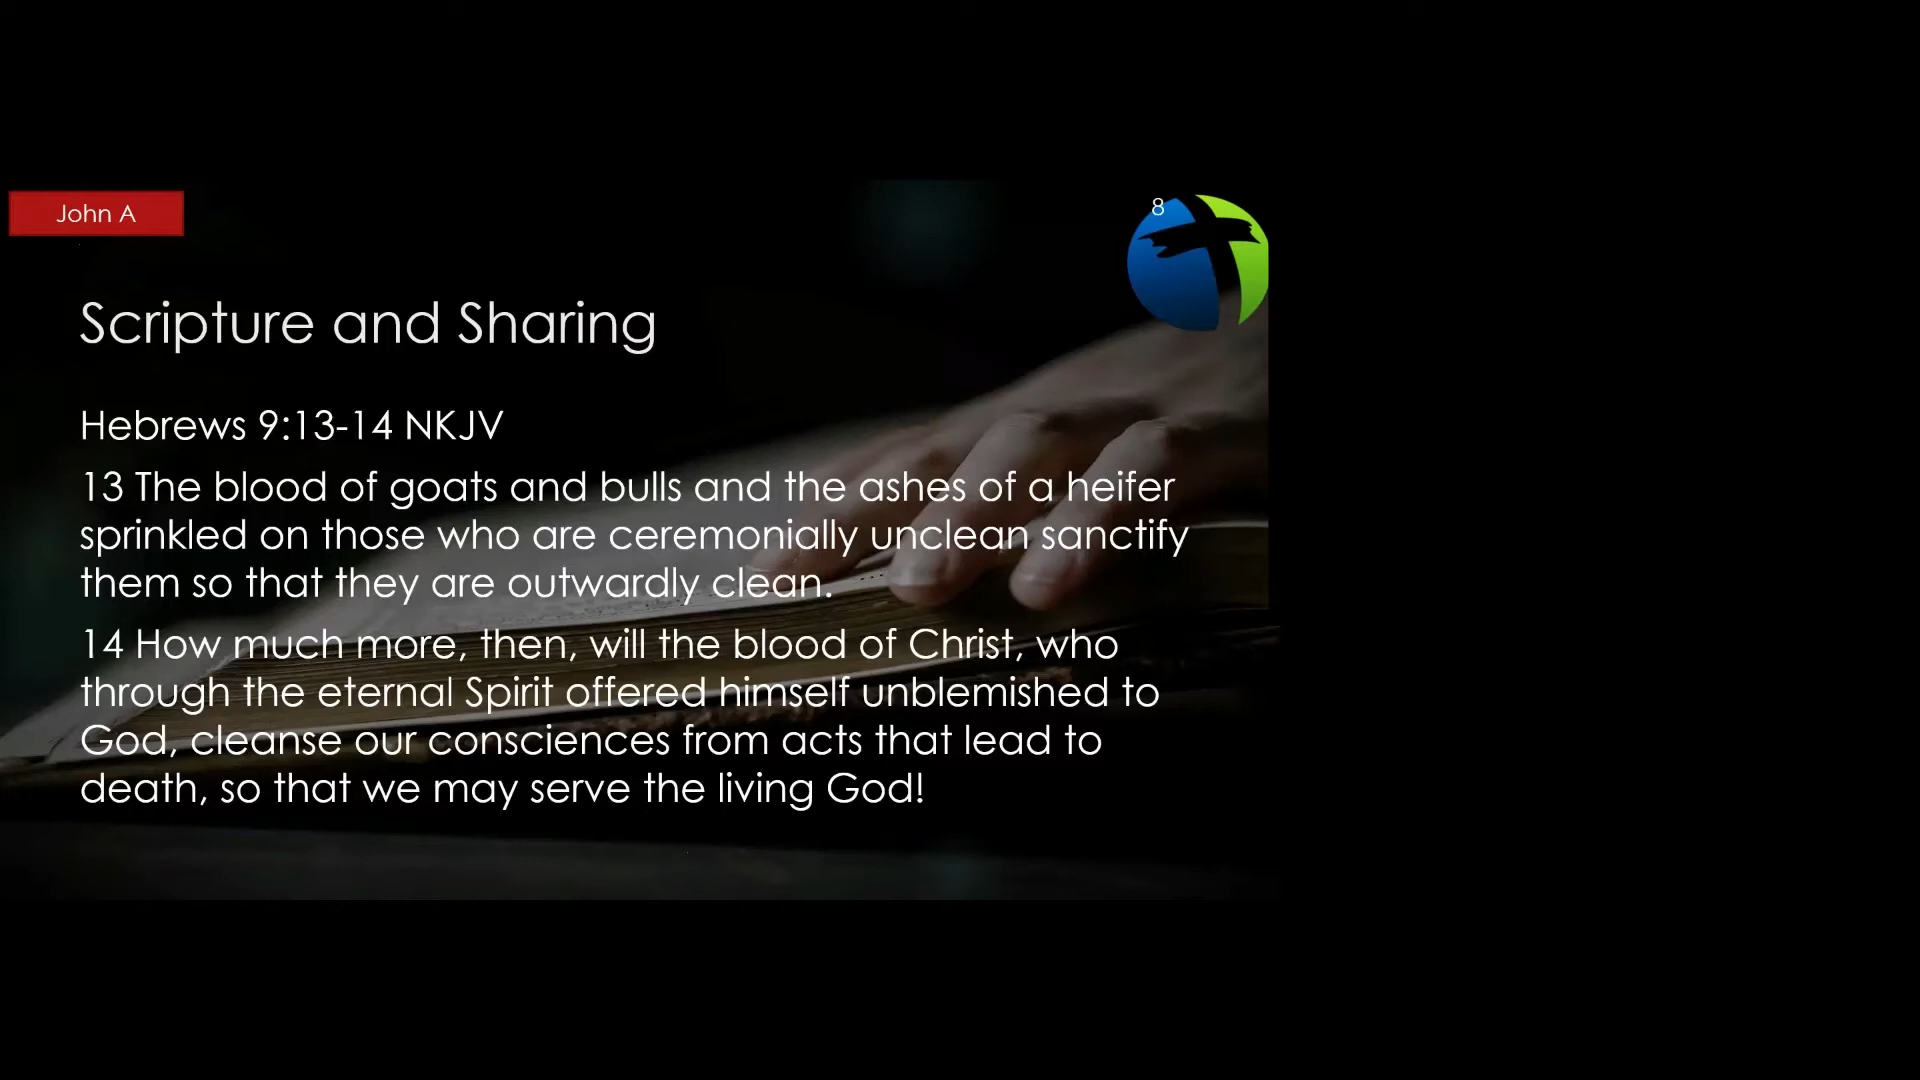 John A
8
Scripture and Sharing
Hebrews 9:13-14 NKJV
13 The blood of goats and bulls and the ashes of a heifer
sprinkled on those who are ceremonially unclean sanctify
them so that they are outwardly clean.
14 How much more, then, will the blood of Christ, who
through the eternal Spirit offered himself unblemished to
God, cleanse our consciences from acts that lead to
death, so that we may serve the living God!